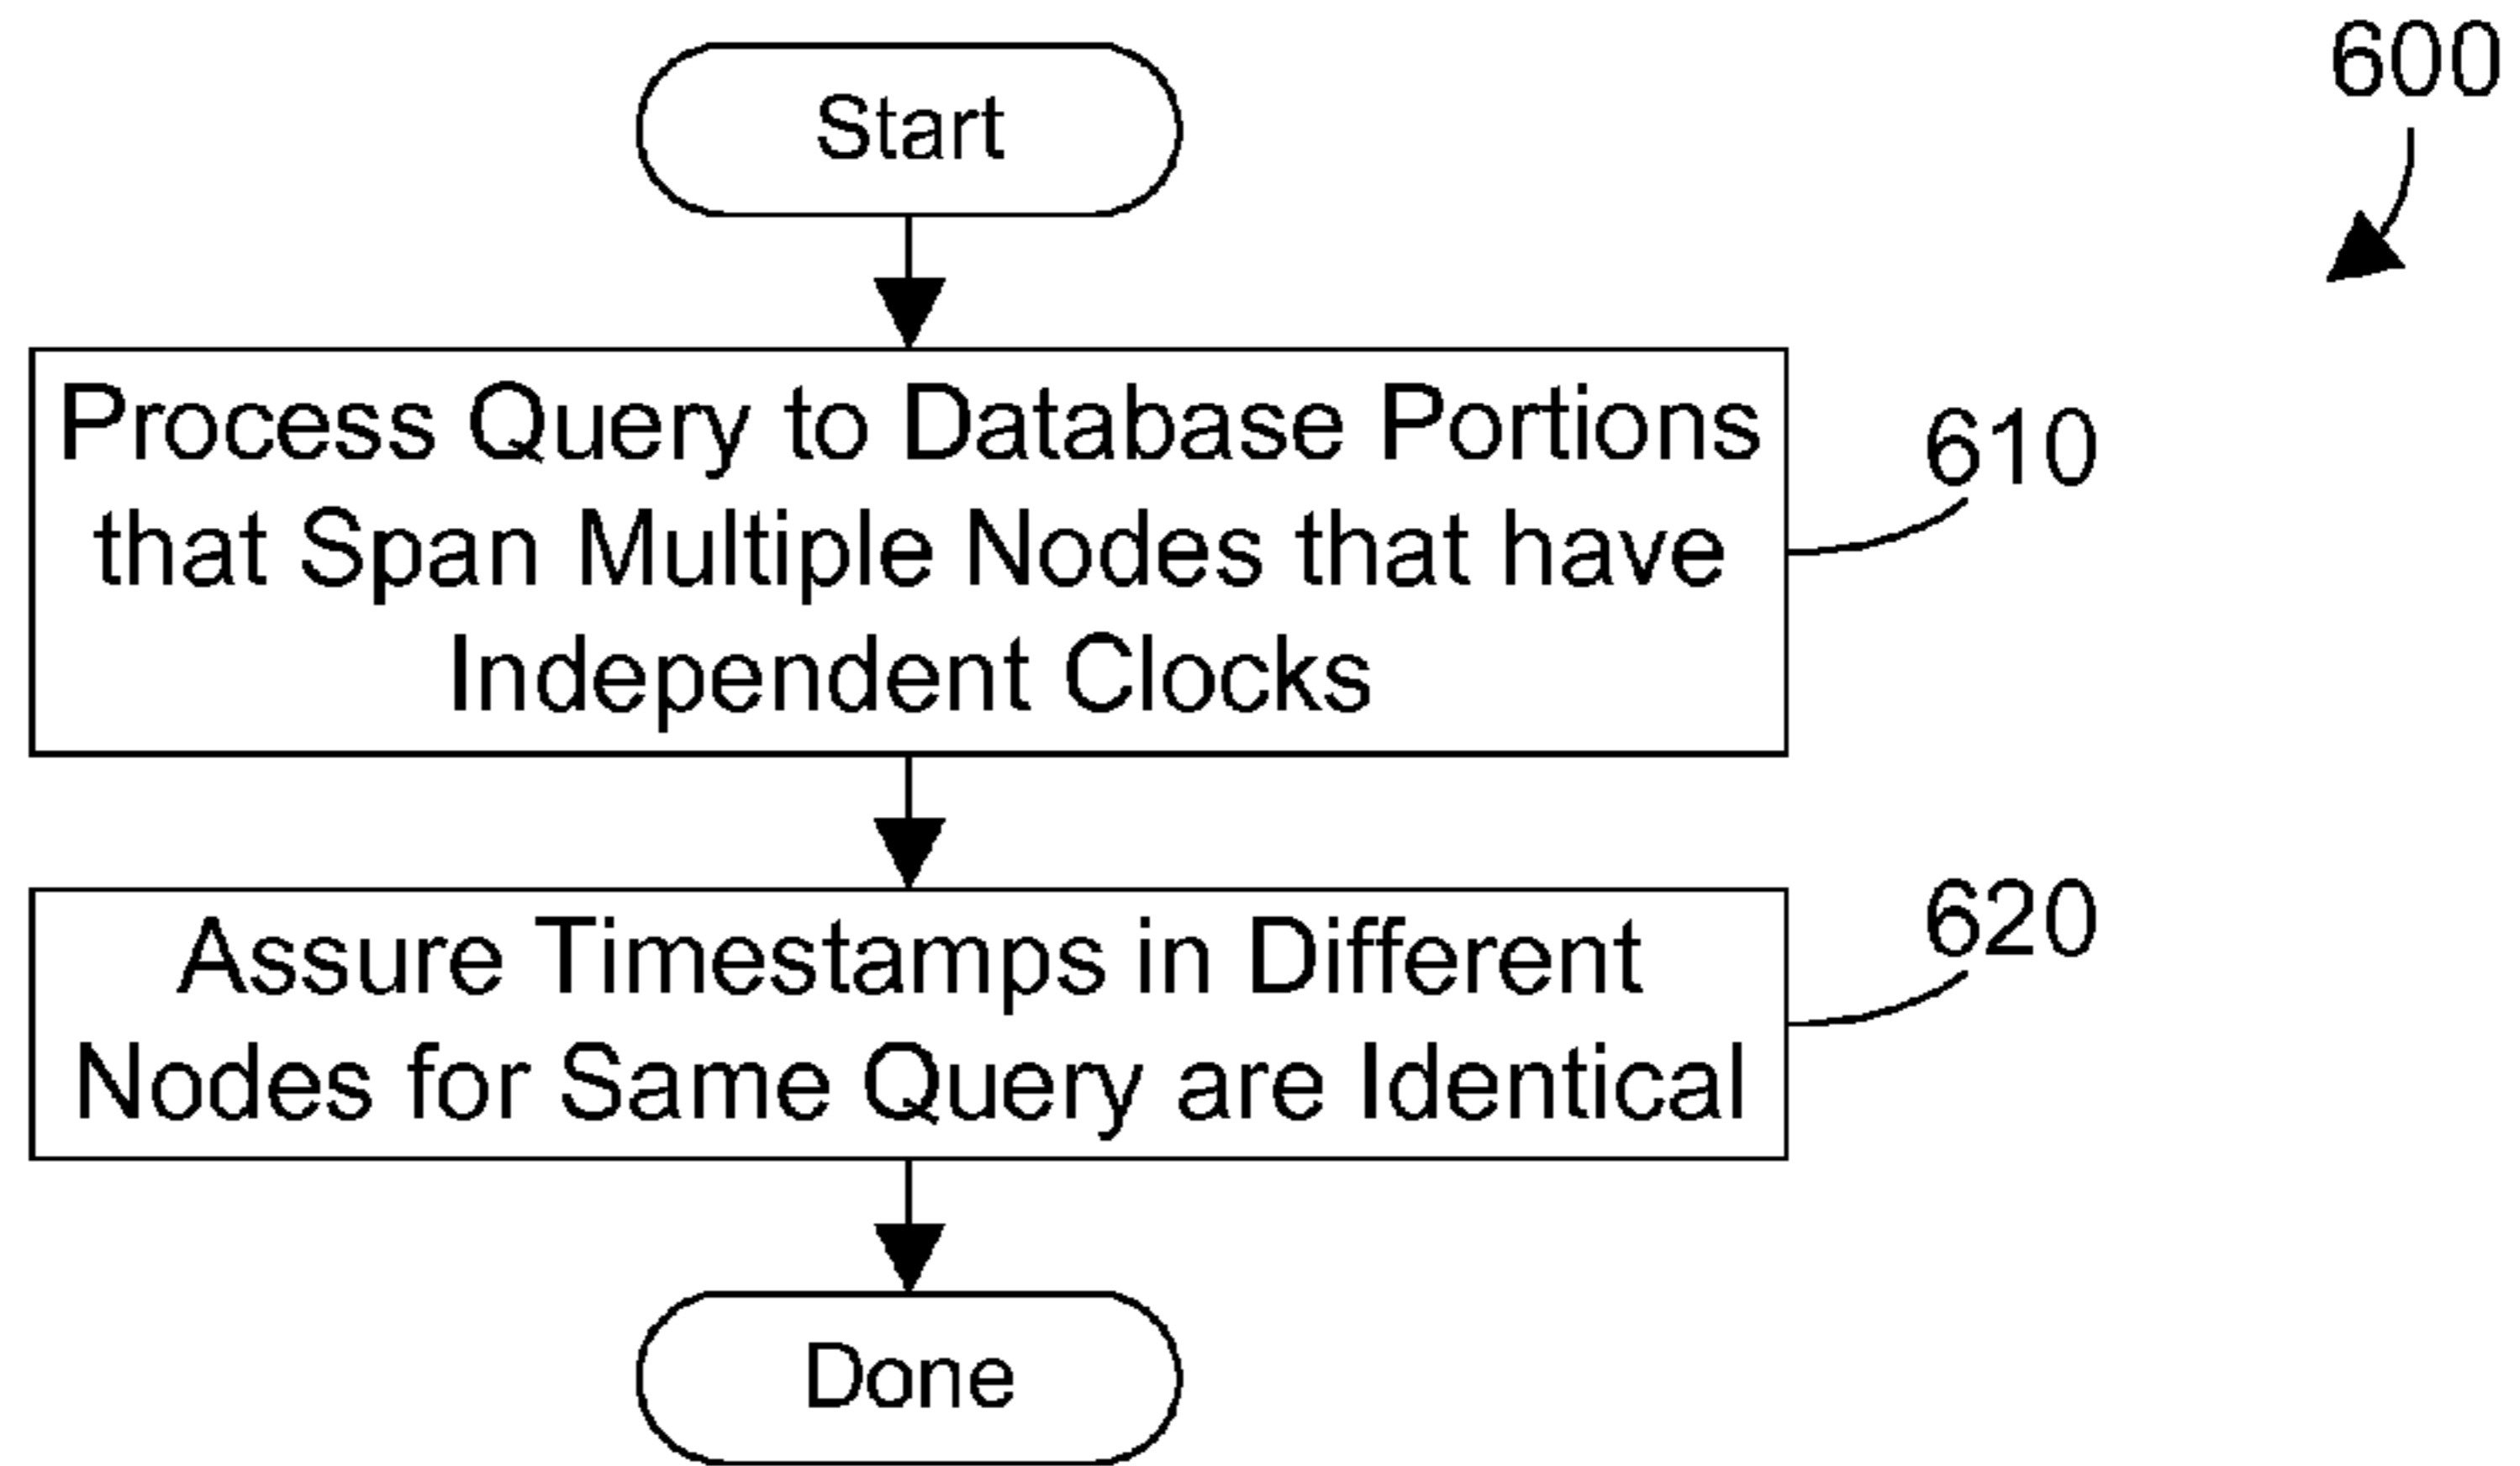 600
Start
Process Query to Database Portions
that Span Multiple Nodes that have
Independent Clocks
610
Assure Timestamps in Different
Nodes for Same Query are Identical
620
Done